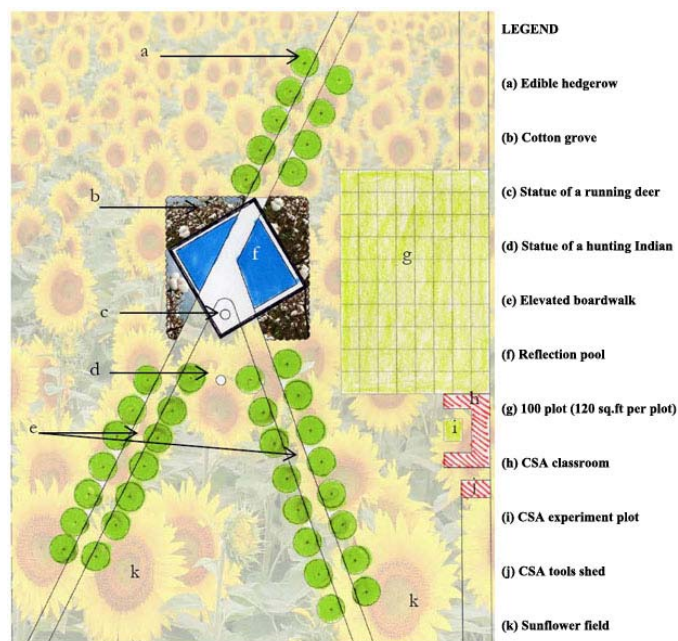 LEGEND
(a) Edible hedgerow
(b) Cotton grove
(c) Statue of a running deer
(d) Statue of a hunting Indian
(e) Elevated boardwalk
(f) Reflection pool
(g) 100 plot (120 sq.ft per plot)
(h) CSA classroom
(i) CSA experiment plot
(j) CSA tools shed
(k) Sunflower field
a
b
f
g
c
d
h
e
i
j
k
k